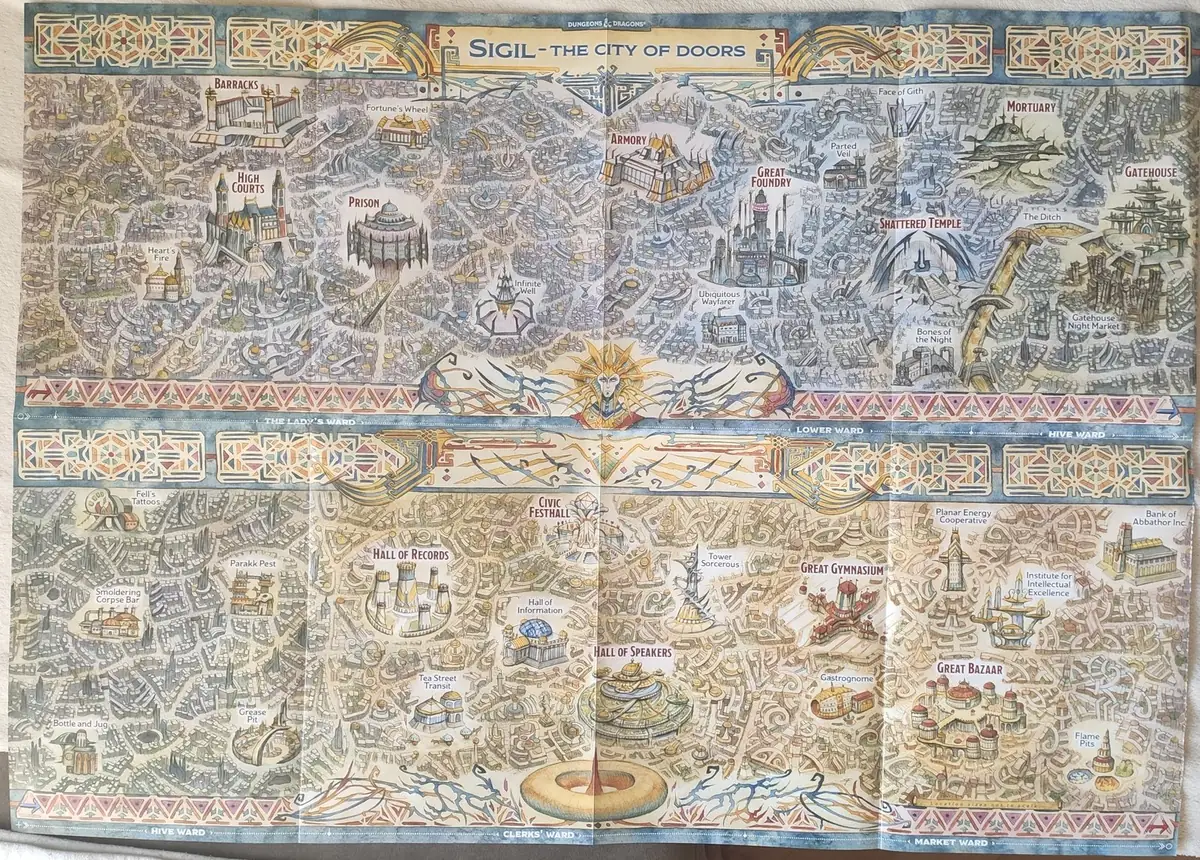 DUNGEONS & DRAGONS
SIGIL - THE CITY OF DOORS
BARRACKS
Fortune's Wheel
Face of Gith
MORTUARY
ARMORY
Parted
Veil
HIGH
COURTS
PRISON
GREAT
FOUNDRY
GATEHOUSE
SHATTERED TEMPLE
The Ditch
Heart's
Fire
Infinite
Well
Ubiquitous
Wayfarer
Gatehouse
Night Market
Bones of
the Night
THE LADY'S WARD
LOWER WARD
HIVE WARD
Fell's
Tattoos
CIVIC
FESTHALL
Planar Energy
Cooperative
Bank of
Abbathor Inc.
HALL OF RECORDS
Parakk Pest
Tower
Sorcerous
GREAT GYMNASIUM
Institute for
Intellectual
Excellence
Smoldering
Corpse Bar
Hall of
Information
HALL OF SPEAKERS
GREAT BAZAAR
Tea Street
Transit
Gastrognome
Bottle and Jug
Grease
Pit
Flame
Pits
HIVE WARD
CLERKS' WARD
MARKET WARD